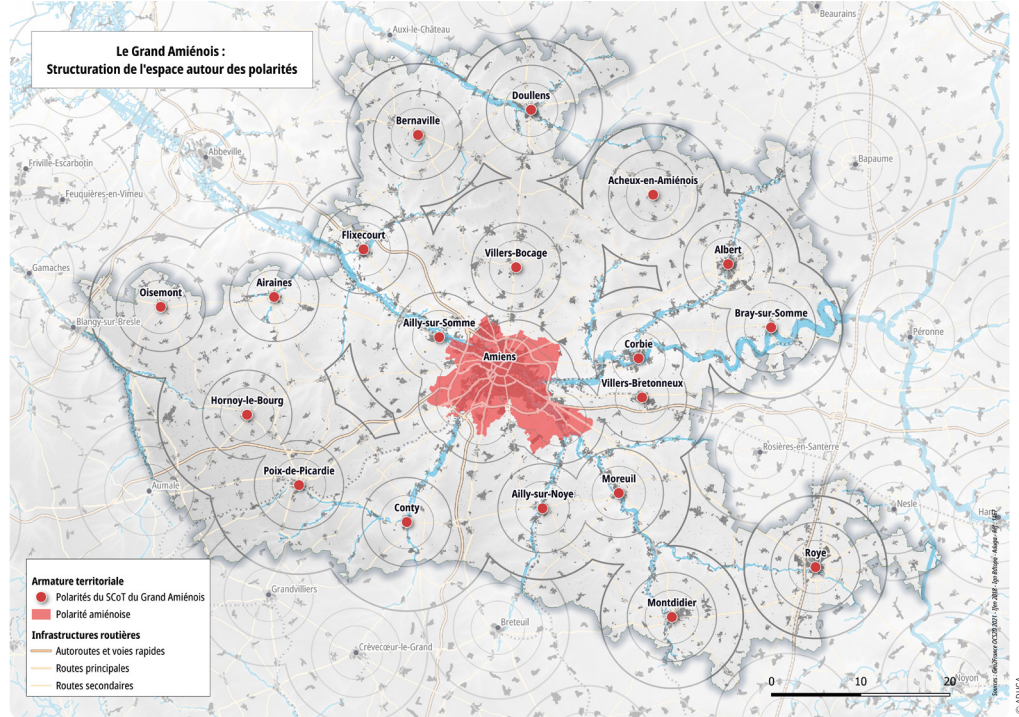 Le Grand Amiénois :
Structuration de l'espace autour des polarités
Beaurains
Auxi-le-Château
Doullens
Bernaville
Abbeville
Friville-Escarbotin
Bapaume
Feuquières-en-Vimeu
Acheux-en-Amiénois
Flixecourt
Villers-Bocage
Albert
Gamaches
Airaines
Oisemont
Bray-sur-Somme
Blangy-sur-Bresle
Ailly-sur-Somme
Péronne
Corbie
Amiens
Villers-Bretonneux
Hornoy-le-Bourg
Rosières-en-Santerre
Poix-de-Picardie
Moreuil
Aumale
Ailly-sur-Noye
Conty
Nesle
Roye
Grandvilliers
Montdidier
Breteuil
Crèvecœur-le-Grand
Noyon
Armature territoriale
Polarités du SCoT du Grand Amiénois
Polarité amiénoise
Infrastructures routières
Autoroutes et voies rapides
Routes principales
Routes secondaires
0 10 20